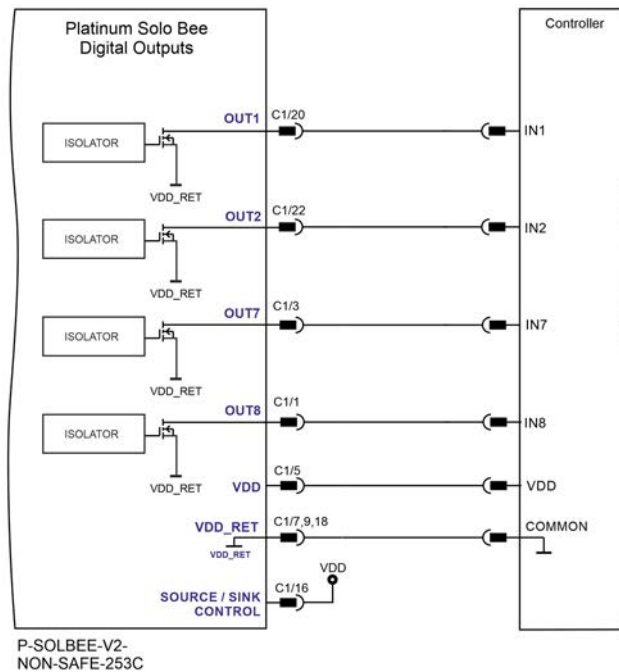 Platinum Solo Bee
Digital Outputs
Controller
OUT1
C1/20
IN1
ISOLATOR
VDD_RET
OUT2
C1/22
IN2
ISOLATOR
VDD_RET
OUT7
C1/3
IN7
ISOLATOR
VDD_RET
OUT8
C1/1
IN8
ISOLATOR
VDD_RET
VDD
C1/5
VDD
VDD_RET
C1/7,9,18
COMMON
VDD_RET
VDD
SOURCE / SINK
CONTROL
C1/16
P-SOLBEE-V2-
NON-SAFE-253C